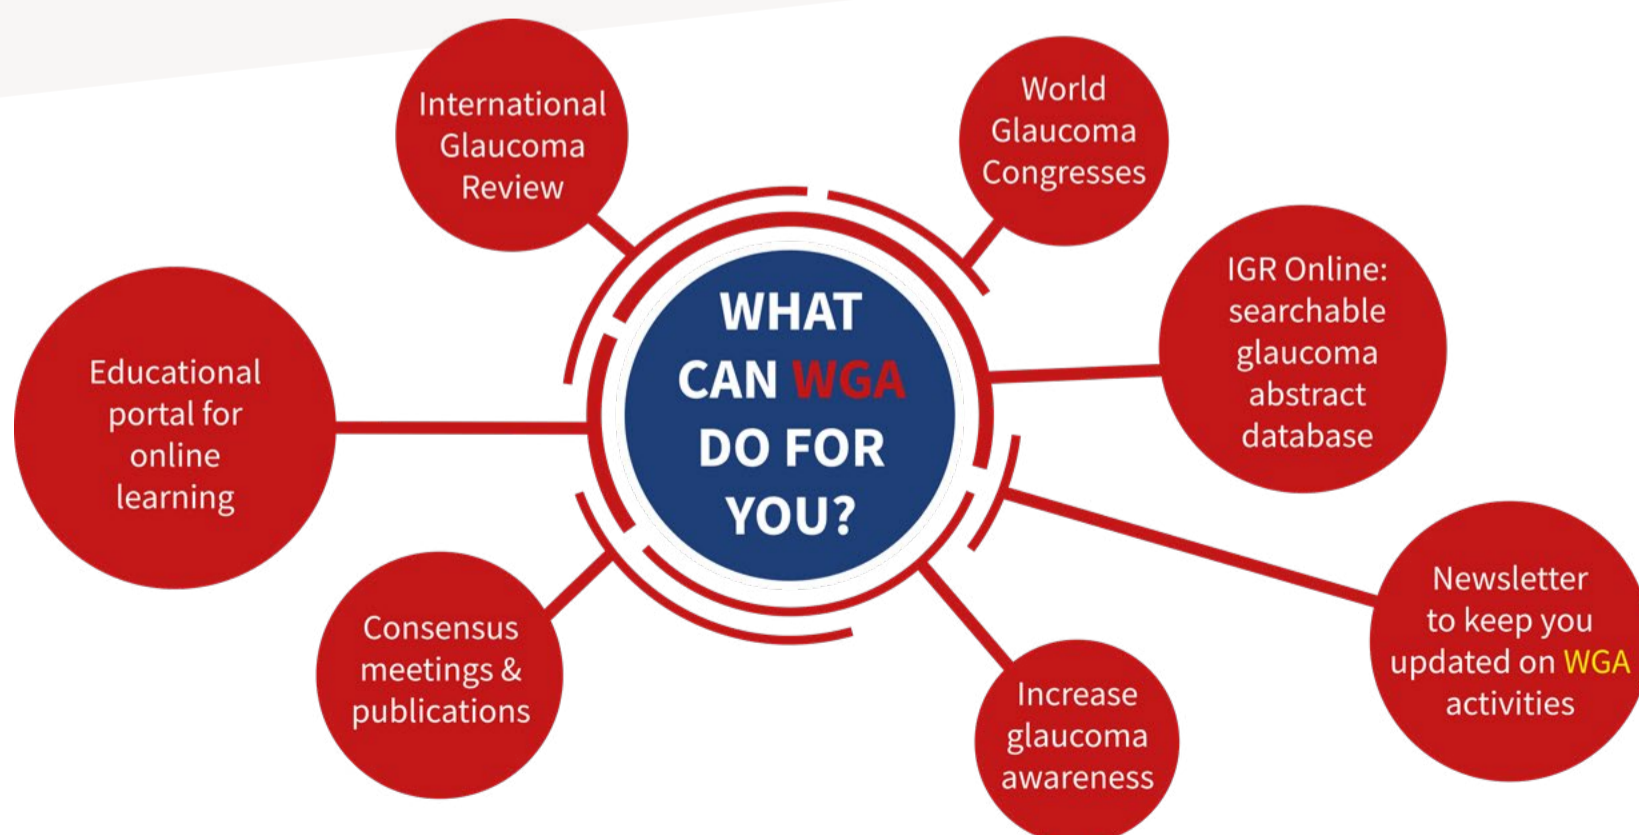 International
Glaucoma
Review
World
Glaucoma
Congresses
WHAT
CAN WGA
DO FOR
YOU?
IGR Online:
searchable
glaucoma
abstract
database
Educational
portal for
online
learning
Newsletter
to keep you
updated on WGA
activities
Consensus
meetings &
publications
Increase
glaucoma
awareness